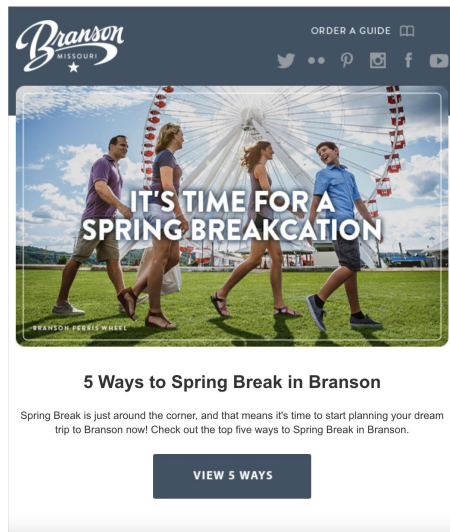 Branson
MISSOURI
ORDER A GUIDE
IT'S TIME FOR A
SPRING BREAKCATION
BRANSON FERRIS WHEEL
5 Ways to Spring Break in Branson
Spring Break is just around the corner, and that means it's time to start planning your dream
trip to Branson now! Check out the top five ways to Spring Break in Branson.
VIEW 5 WAYS